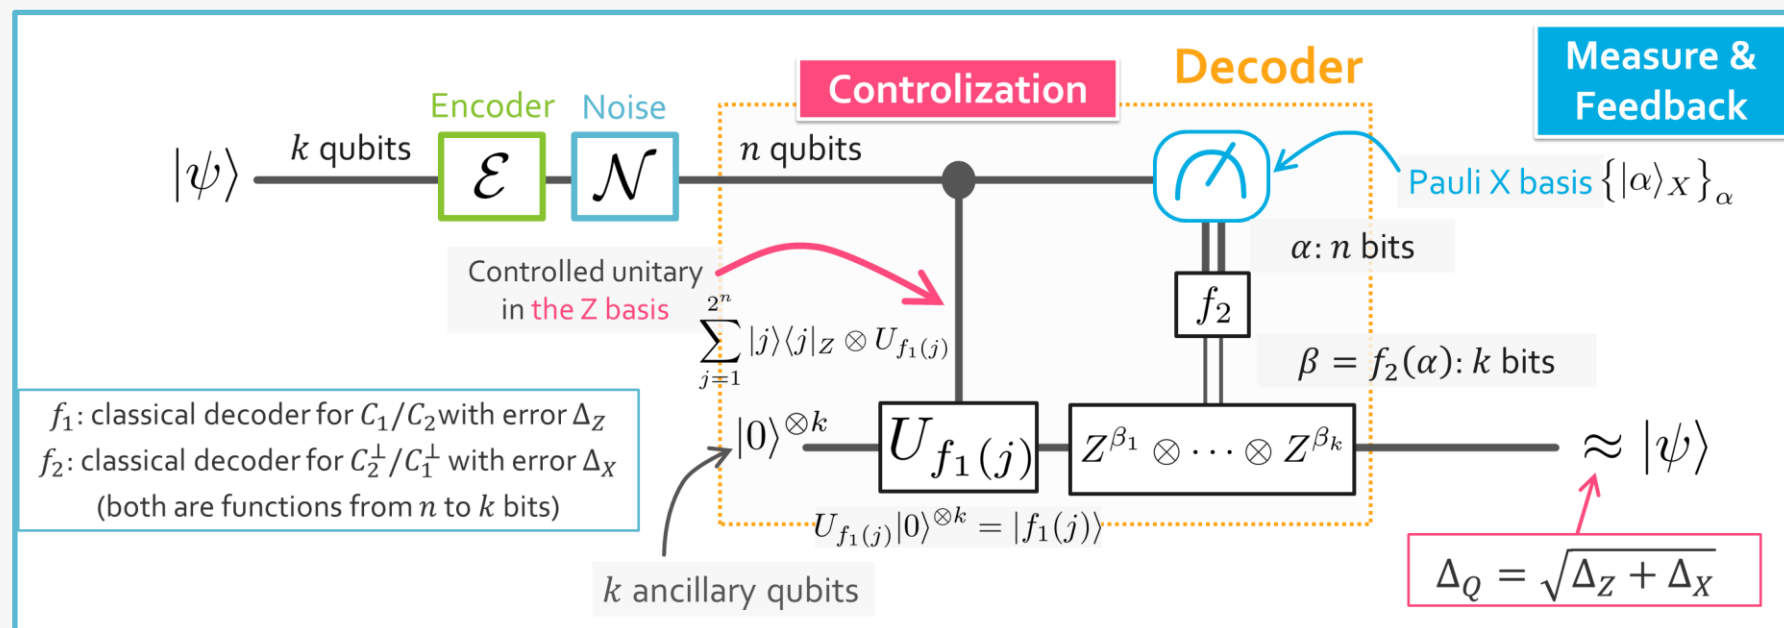 Measure &
Feedback
Controlization
Decoder
Encoder
Noise
|ψ⟩
k qubits
ℰ
𝒩
n qubits
Pauli X basis {|α⟩_X}_α
α: n bits
Controlled unitary
in the Z basis
\sum_{j=1}^{2^n} |j⟩⟨j|_Z ⊗ U_{f_1(j)}
f_2
β = f_2(α): k bits
f_1: classical decoder for C_1/C_2 with error Δ_Z
f_2: classical decoder for C_2^⊥/C_1^⊥ with error Δ_X
(both are functions from n to k bits)
|0⟩^{⊗k}
U_{f_1(j)}
Z^{β_1} ⊗ ⋯ ⊗ Z^{β_k}
≈ |ψ⟩
U_{f_1(j)}|0⟩^{⊗k} = |f_1(j)⟩
k ancillary qubits
Δ_Q = \sqrt{Δ_Z + Δ_X}